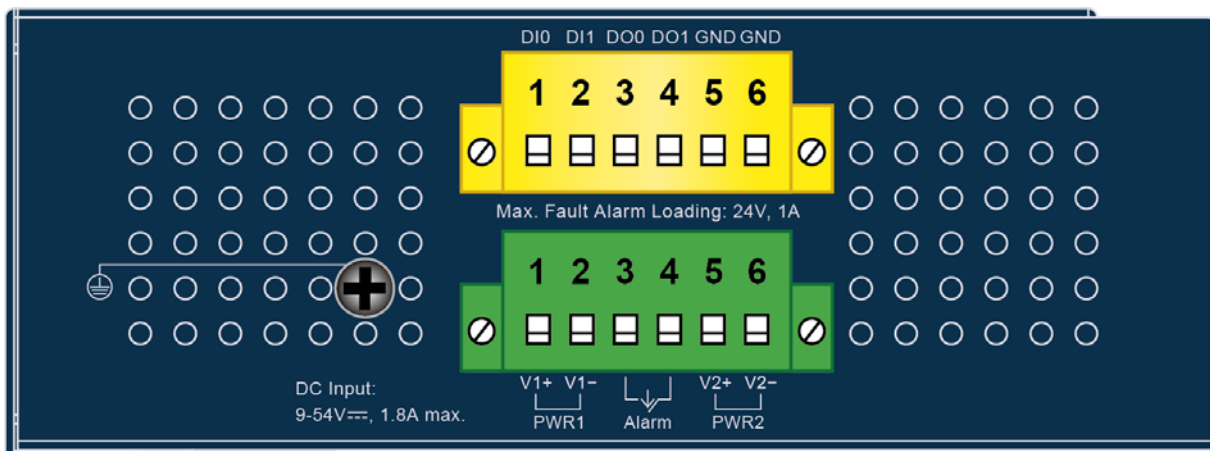 DI0 DI1 DO0 DO1 GND GND
1 2 3 4 5 6
Max. Fault Alarm Loading: 24V, 1A
1 2 3 4 5 6
V1+ V1− V2+ V2−
PWR1 Alarm PWR2
DC Input:
9-54V⎓, 1.8A max.